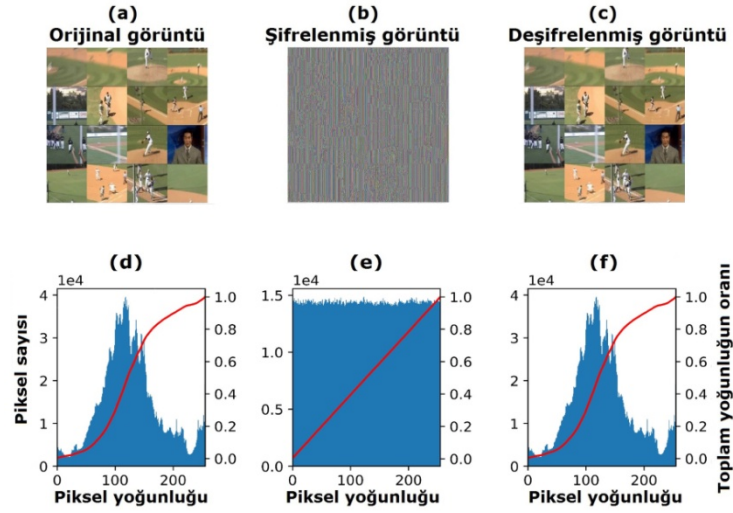 (a)
Orijinal görüntü
(b)
Şifrelenmiş görüntü
(c)
Deşifrelenmiş görüntü
(d)
1e4
4
3
2
1
0
1.0
0.8
0.6
0.4
0.2
0.0
0 100 200
Piksel sayısı
Piksel yoğunluğu
(e)
1e4
1.5
1.0
0.5
0.0
1.0
0.8
0.6
0.4
0.2
0.0
0 100 200
Piksel yoğunluğu
(f)
1e4
4
3
2
1
0
1.0
0.8
0.6
0.4
0.2
0.0
0 100 200
Piksel yoğunluğu
Toplam yoğunluğun oranı